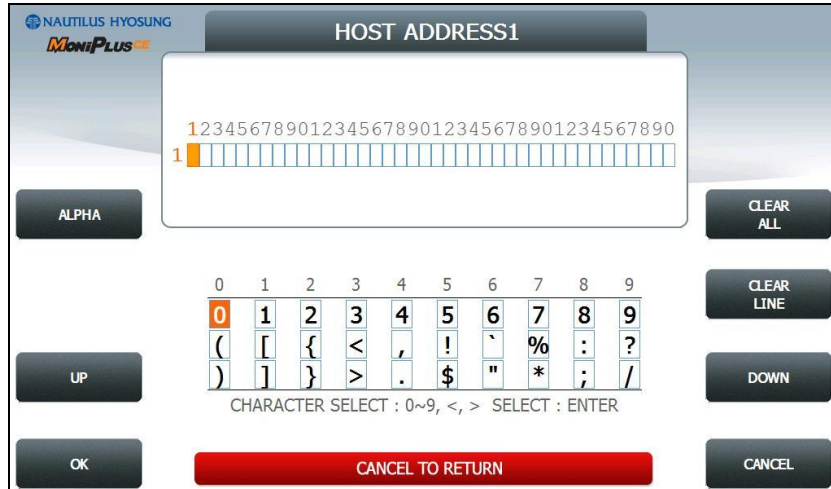 NAUTILUS HYOSUNG
MoniPlusCE
HOST ADDRESS1
1234567890123456789012345678901234567890
1
ALPHA
CLEAR
ALL
0 1 2 3 4 5 6 7 8 9
CLEAR
LINE
0 1 2 3 4 5 6 7 8 9
( [ { < , ! ` % : ?
) ] } > . $ " * ; /
UP
DOWN
CHARACTER SELECT : 0~9, <, > SELECT : ENTER
OK
CANCEL TO RETURN
CANCEL